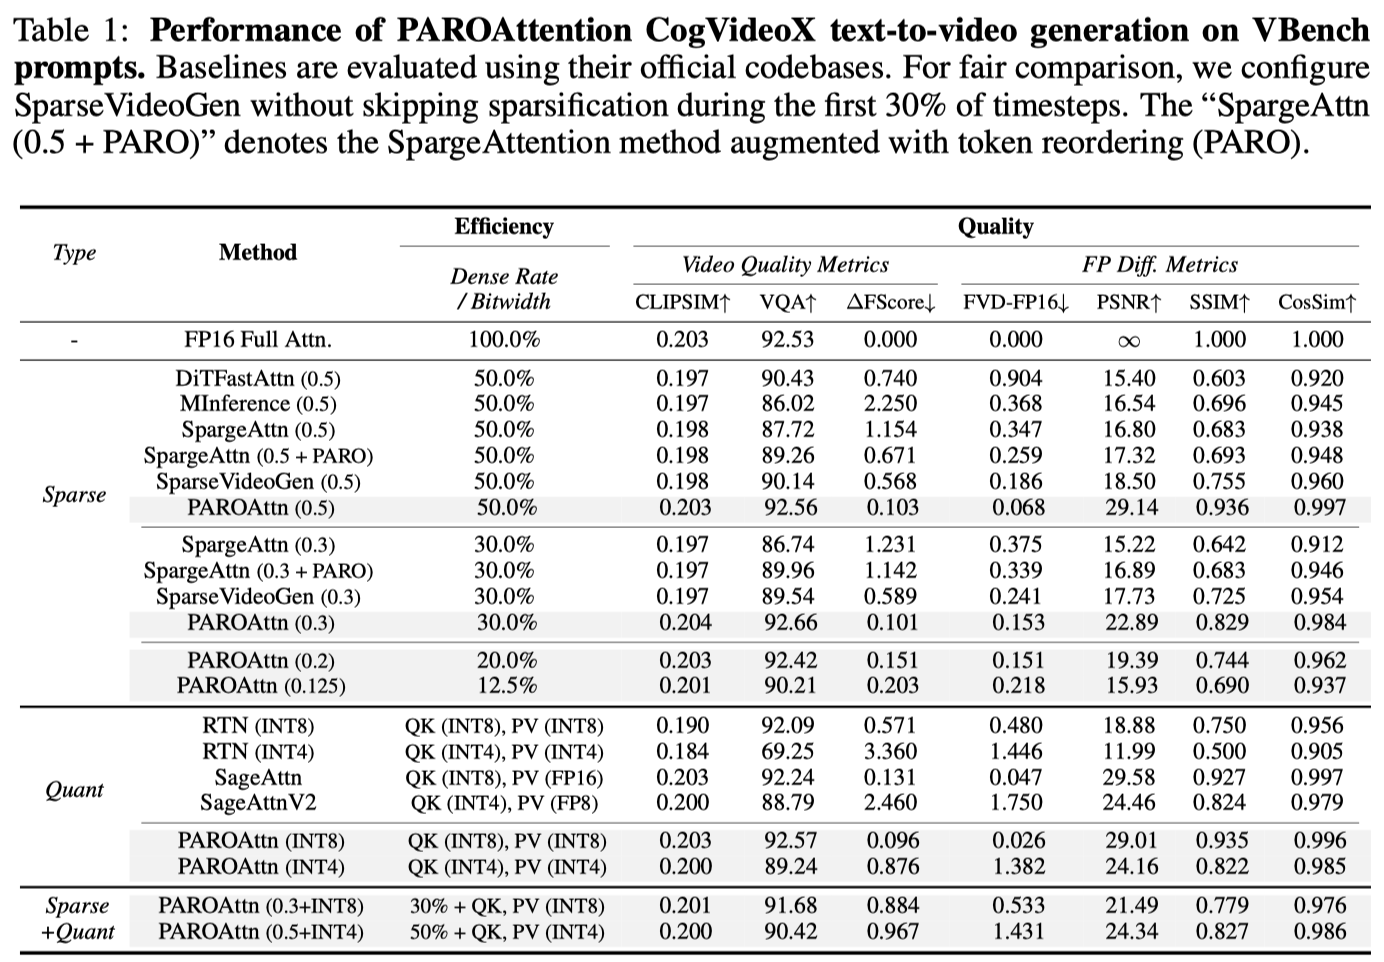 Table 1: Performance of PAROAttention CogVideoX text-to-video generation on VBench
prompts. Baselines are evaluated using their official codebases. For fair comparison, we configure
SparseVideoGen without skipping sparsification during the first 30% of timesteps. The “SpargeAttn
(0.5 + PARO)” denotes the SpargeAttention method augmented with token reordering (PARO).
Type Method Efficiency Quality
Dense Rate / Bitwidth Video Quality Metrics FP Diff. Metrics
CLIPSIM↑ VQA↑ ΔFScore↓ FVD-FP16↓ PSNR↑ SSIM↑ CosSim↑
- FP16 Full Attn. 100.0% 0.203 92.53 0.000 0.000 ∞ 1.000 1.000
Sparse
DiTFastAttn (0.5) 50.0% 0.197 90.43 0.740 0.904 15.40 0.603 0.920
MInference (0.5) 50.0% 0.197 86.02 2.250 0.368 16.54 0.696 0.945
SpargeAttn (0.5) 50.0% 0.198 87.72 1.154 0.347 16.80 0.683 0.938
SpargeAttn (0.5 + PARO) 50.0% 0.198 89.26 0.671 0.259 17.32 0.693 0.948
SparseVideoGen (0.5) 50.0% 0.198 90.14 0.568 0.186 18.50 0.755 0.960
PAROAttn (0.5) 50.0% 0.203 92.56 0.103 0.068 29.14 0.936 0.997
SpargeAttn (0.3) 30.0% 0.197 86.74 1.231 0.375 15.22 0.642 0.912
SpargeAttn (0.3 + PARO) 30.0% 0.197 89.96 1.142 0.339 16.89 0.683 0.946
SparseVideoGen (0.3) 30.0% 0.197 89.54 0.589 0.241 17.73 0.725 0.954
PAROAttn (0.3) 30.0% 0.204 92.66 0.101 0.153 22.89 0.829 0.984
PAROAttn (0.2) 20.0% 0.203 92.42 0.151 0.151 19.39 0.744 0.962
PAROAttn (0.125) 12.5% 0.201 90.21 0.203 0.218 15.93 0.690 0.937
Quant
RTN (INT8) QK (INT8), PV (INT8) 0.190 92.09 0.571 0.480 18.88 0.750 0.956
RTN (INT4) QK (INT4), PV (INT4) 0.184 69.25 3.360 1.446 11.99 0.500 0.905
SageAttn QK (INT8), PV (FP16) 0.203 92.24 0.131 0.047 29.58 0.927 0.997
SageAttnV2 QK (INT4), PV (FP8) 0.200 88.79 2.460 1.750 24.46 0.824 0.979
PAROAttn (INT8) QK (INT8), PV (INT8) 0.203 92.57 0.096 0.026 29.01 0.935 0.996
PAROAttn (INT4) QK (INT4), PV (INT4) 0.200 89.24 0.876 1.382 24.16 0.822 0.985
Sparse
+Quant
PAROAttn (0.3+INT8) 30% + QK, PV (INT8) 0.201 91.68 0.884 0.533 21.49 0.779 0.976
PAROAttn (0.5+INT4) 50% + QK, PV (INT4) 0.200 90.42 0.967 1.431 24.34 0.827 0.986